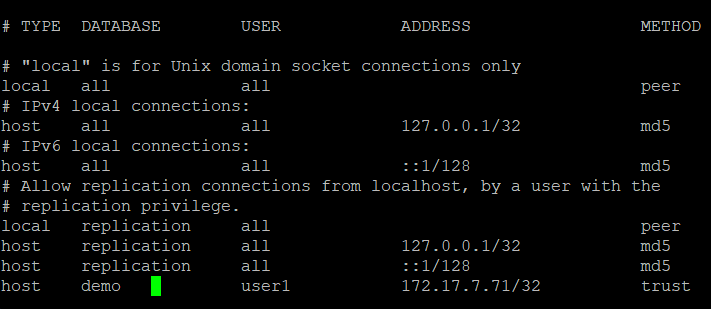 # TYPE  DATABASE        USER            ADDRESS                 METHOD
# "local" is for Unix domain socket connections only
local   all             all                                     peer
# IPv4 local connections:
host    all             all             127.0.0.1/32            md5
# IPv6 local connections:
host    all             all             ::1/128                 md5
# Allow replication connections from localhost, by a user with the
# replication privilege.
local   replication     all                                     peer
host    replication     all             127.0.0.1/32            md5
host    replication     all             ::1/128                 md5
host    demo            user1           172.17.7.71/32          trust